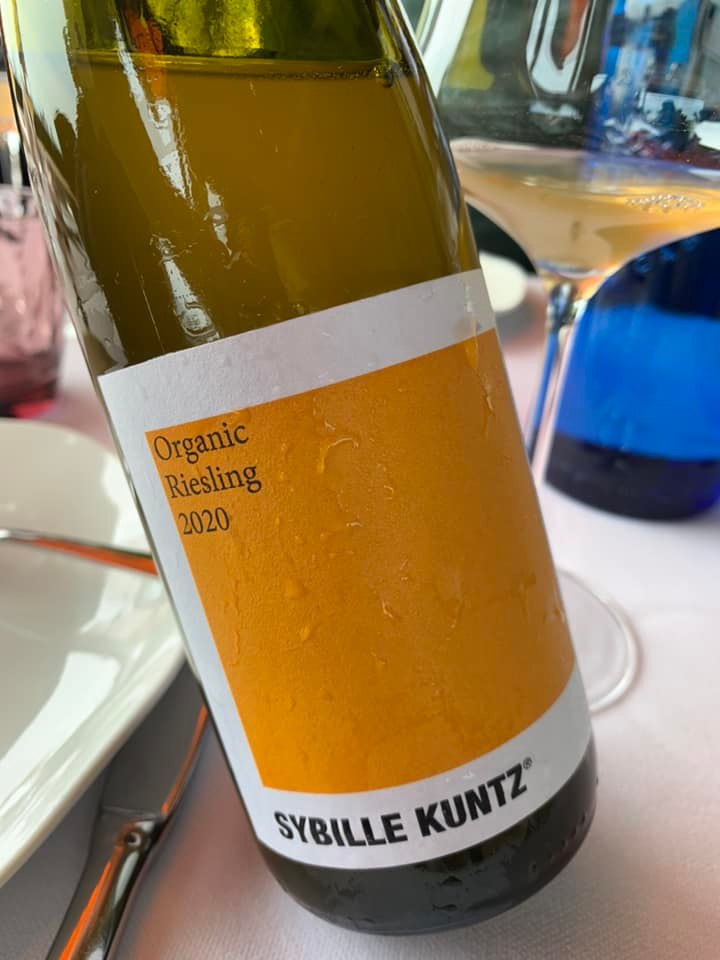 Organic
Riesling
2020
SYBILLE KUNTZ®